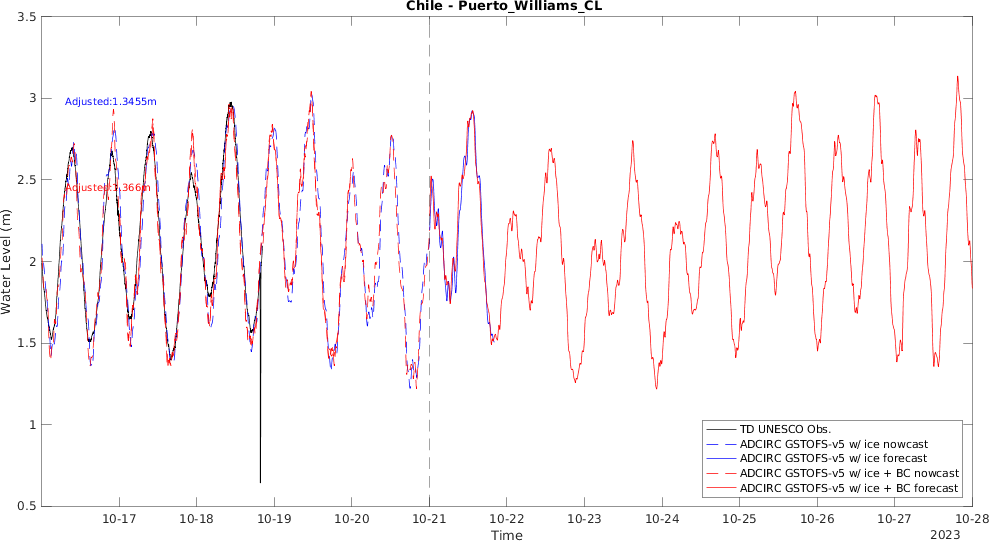 Chile - Puerto_Williams_CL
3.5
3
2.5
2
1.5
1
0.5
Water Level (m)
Adjusted:1.3455m
Adjusted:1.366m
TD UNESCO Obs.
ADCIRC GSTOFS-v5 w/ ice nowcast
ADCIRC GSTOFS-v5 w/ ice forecast
ADCIRC GSTOFS-v5 w/ ice + BC nowcast
ADCIRC GSTOFS-v5 w/ ice + BC forecast
10-17 10-18 10-19 10-20 10-21 10-22 10-23 10-24 10-25 10-26 10-27 10-28
Time
2023